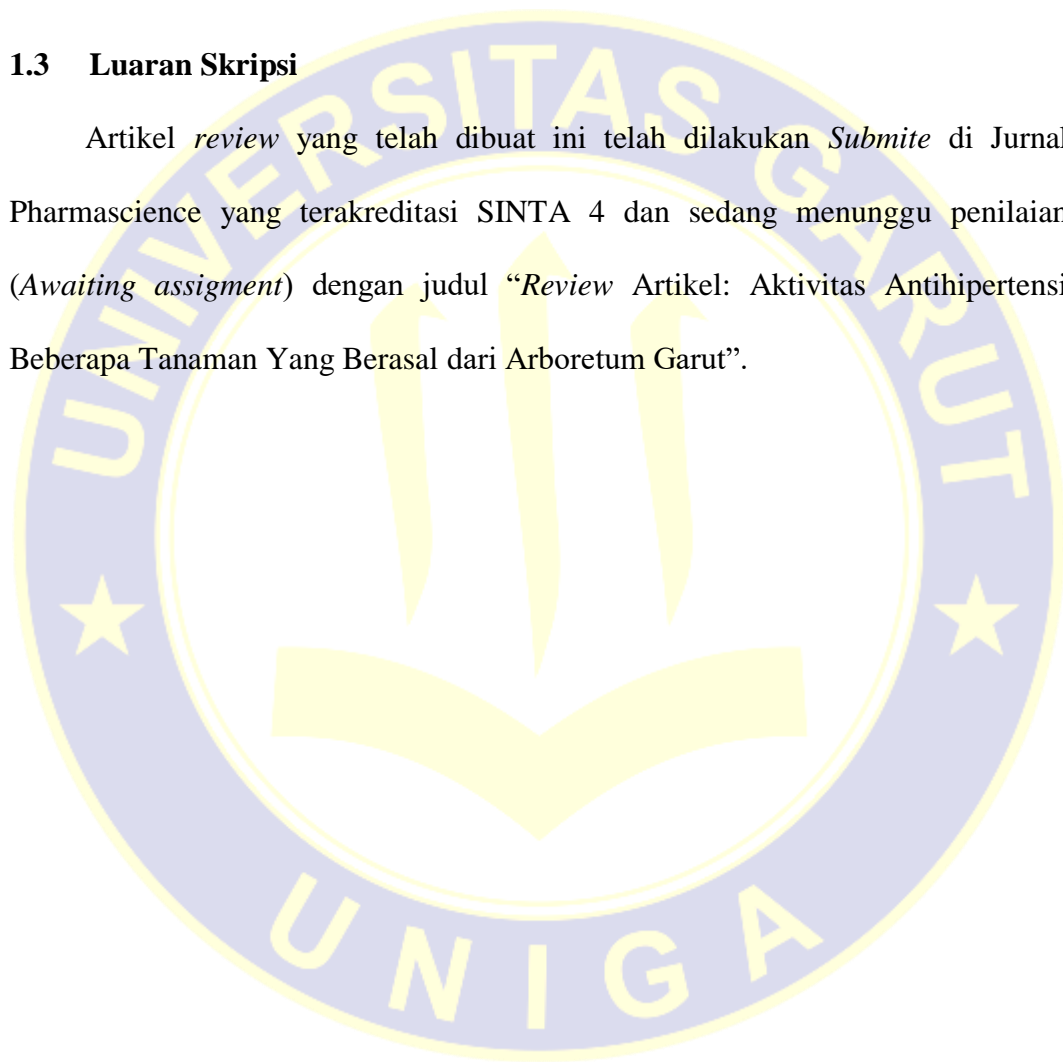 1.3 Luaran Skripsi
Artikel review yang telah dibuat ini telah dilakukan Submite di Jurnal
Pharmascience yang terakreditasi SINTA 4 dan sedang menunggu penilaian
(Awaiting assigment) dengan judul “Review Artikel: Aktivitas Antihipertensi
Beberapa Tanaman Yang Berasal dari Arboretum Garut”.
UNIVERSITAS GARUT
UNIGA